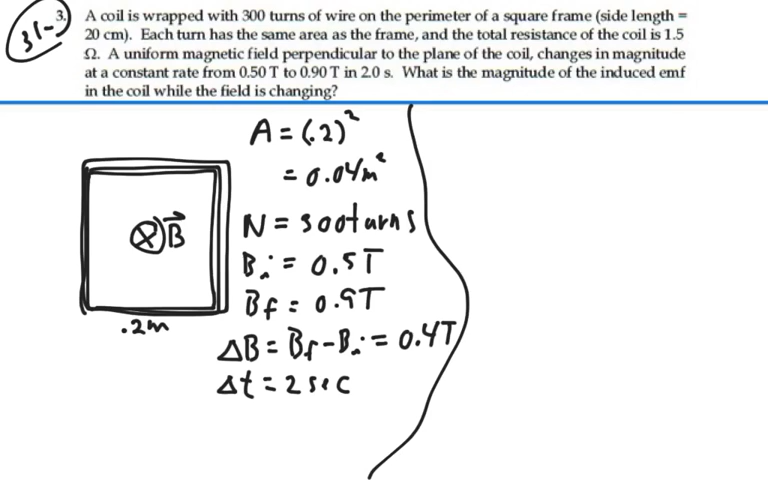 31-3
3. A coil is wrapped with 300 turns of wire on the perimeter of a square frame (side length =
20 cm). Each turn has the same area as the frame, and the total resistance of the coil is 1.5
Ω. A uniform magnetic field perpendicular to the plane of the coil, changes in magnitude
at a constant rate from 0.50 T to 0.90 T in 2.0 s. What is the magnitude of the induced emf
in the coil while the field is changing?
A = (.2)²
= 0.04m²
N = 300turns
B⃗
Bi = 0.5T
Bf = 0.9T
.2m
ΔB = Bf - Bi = 0.4T
Δt = 2sec